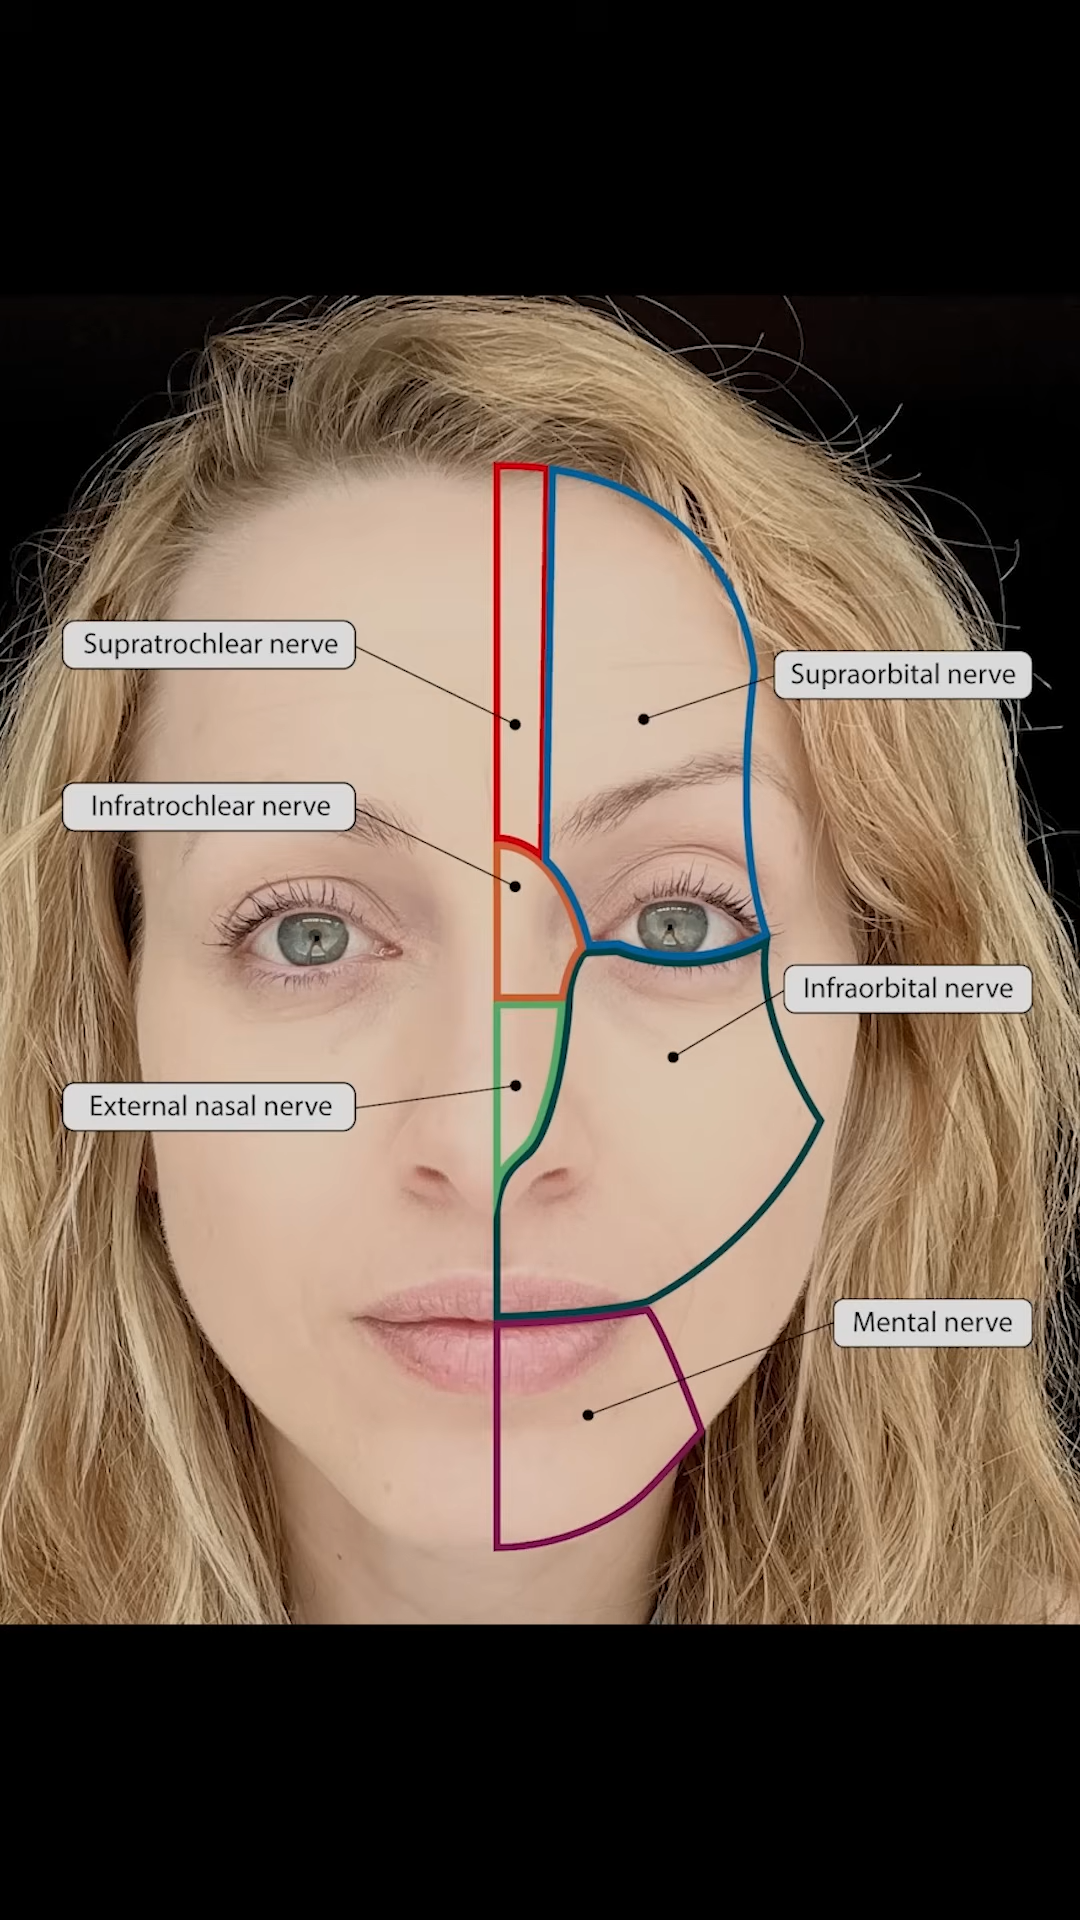 Supratrochlear nerve
Supraorbital nerve
Infratrochlear nerve
Infraorbital nerve
External nasal nerve
Mental nerve